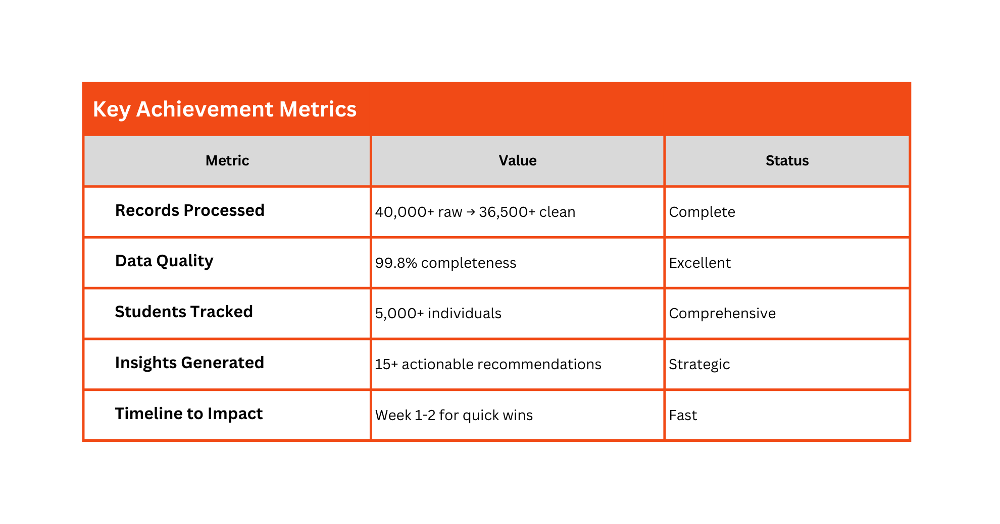 Key Achievement Metrics
Metric Value Status
Records Processed 40,000+ raw → 36,500+ clean Complete
Data Quality 99.8% completeness Excellent
Students Tracked 5,000+ individuals Comprehensive
Insights Generated 15+ actionable recommendations Strategic
Timeline to Impact Week 1-2 for quick wins Fast